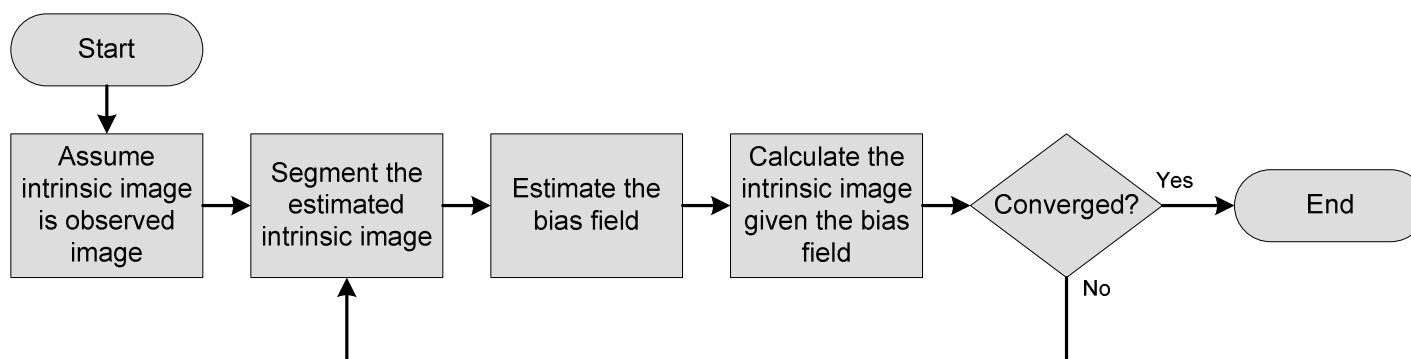 Start
Assume
intrinsic image
is observed
image
Segment the
estimated
intrinsic image
Estimate the
bias field
Calculate the
intrinsic image
given the bias
field
Converged?
Yes
End
No